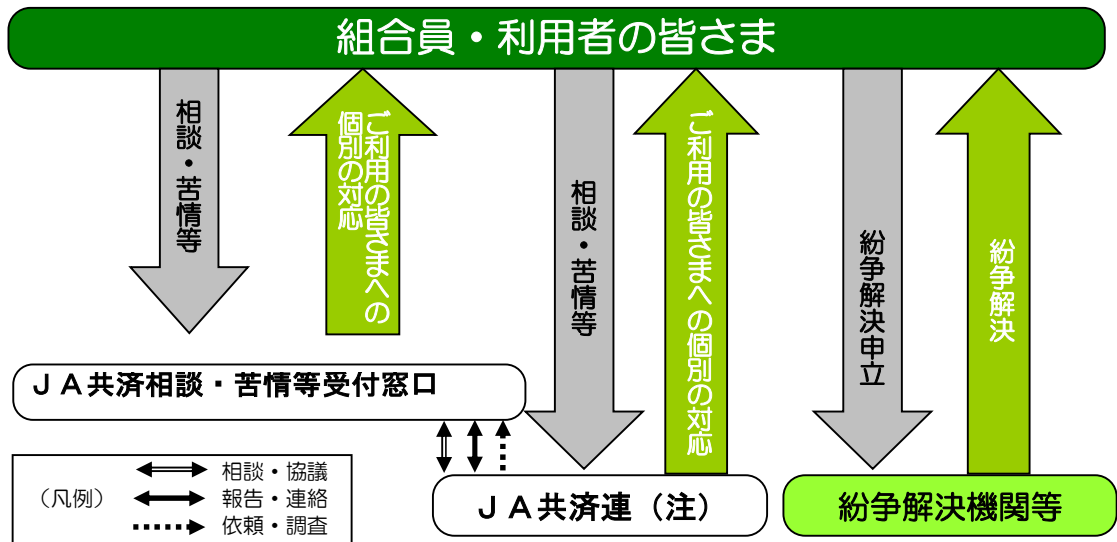 組合員・利用者の皆さま
相談・苦情等
ご利用の皆さまへの
個別の対応
相談・苦情等
ご利用の皆さまへの個別の対応
紛争解決申立
紛争解決
ＪＡ共済相談・苦情等受付窓口
（凡例）
相談・協議
報告・連絡
依頼・調査
ＪＡ共済連（注）
紛争解決機関等